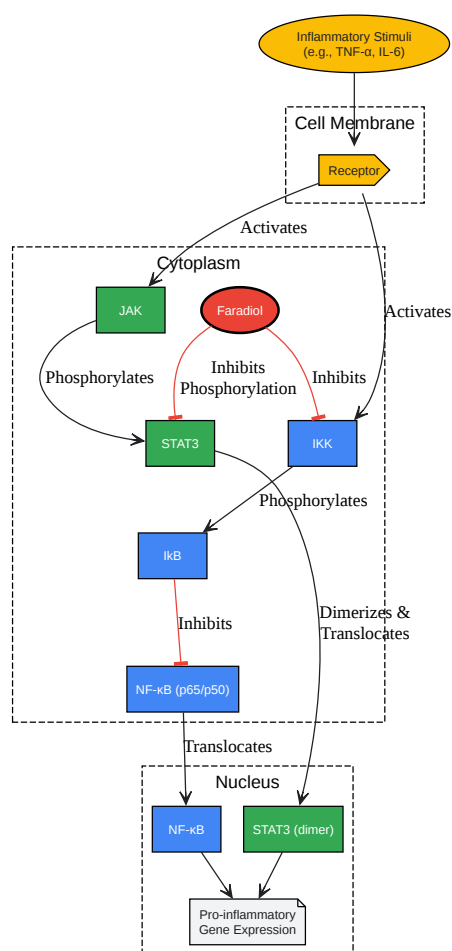 Inflammatory Stimuli
(e.g., TNF-α, IL-6)
Cell Membrane
Receptor
Activates
Cytoplasm
JAK
Faradiol
Activates
Inhibits
Phosphorylation
Phosphorylates
Inhibits
STAT3
IKK
Phosphorylates
IkB
Dimerizes &
Translocates
Inhibits
NF-κB (p65/p50)
Translocates
Nucleus
NF-κB
STAT3 (dimer)
Pro-inflammatory
Gene Expression